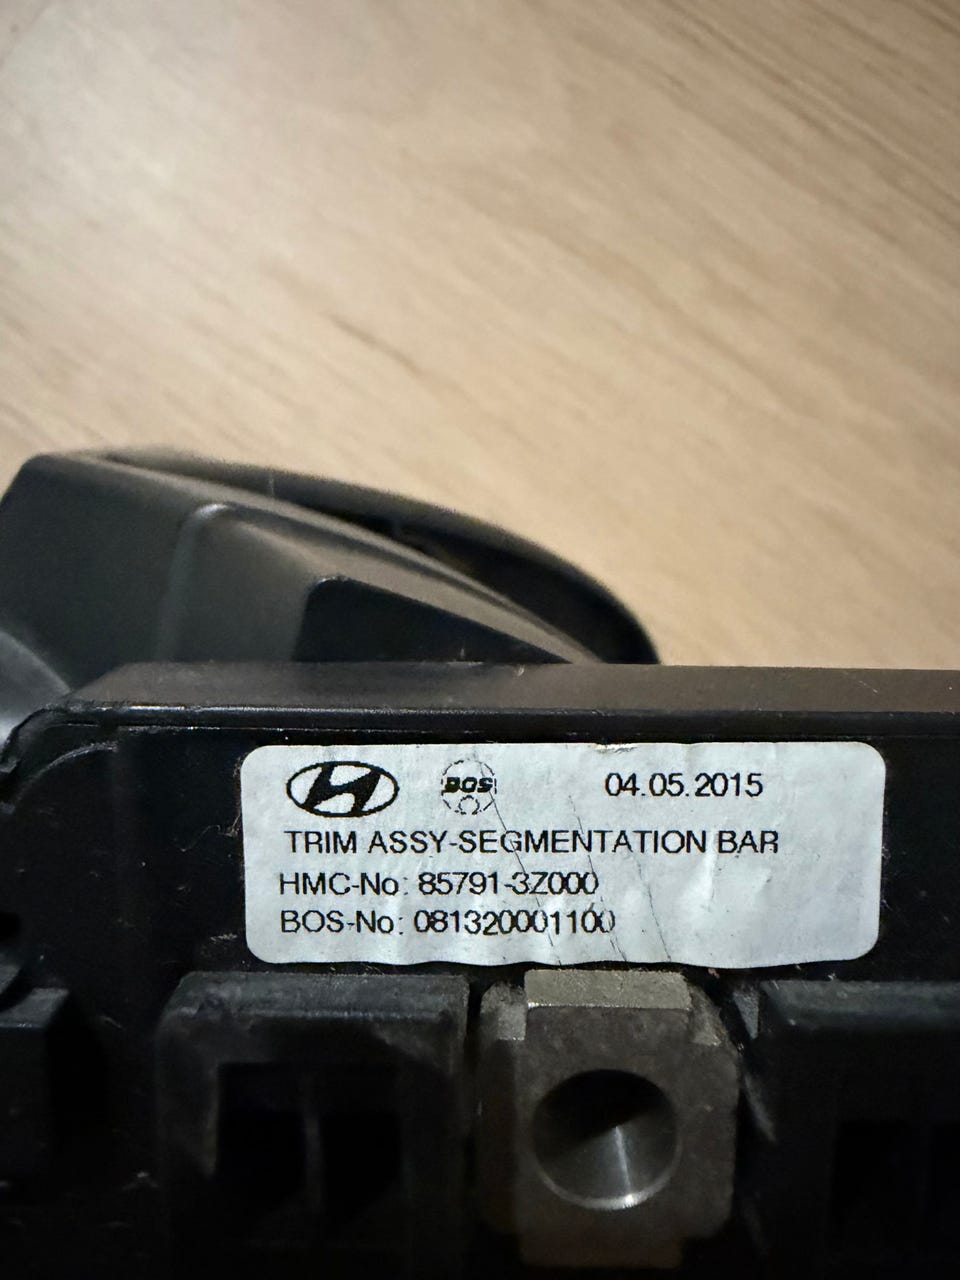 BOS 04.05.2015
TRIM ASSY-SEGMENTATION BAR
HMC-No: 85791-3Z000
BOS-No: 081320001100